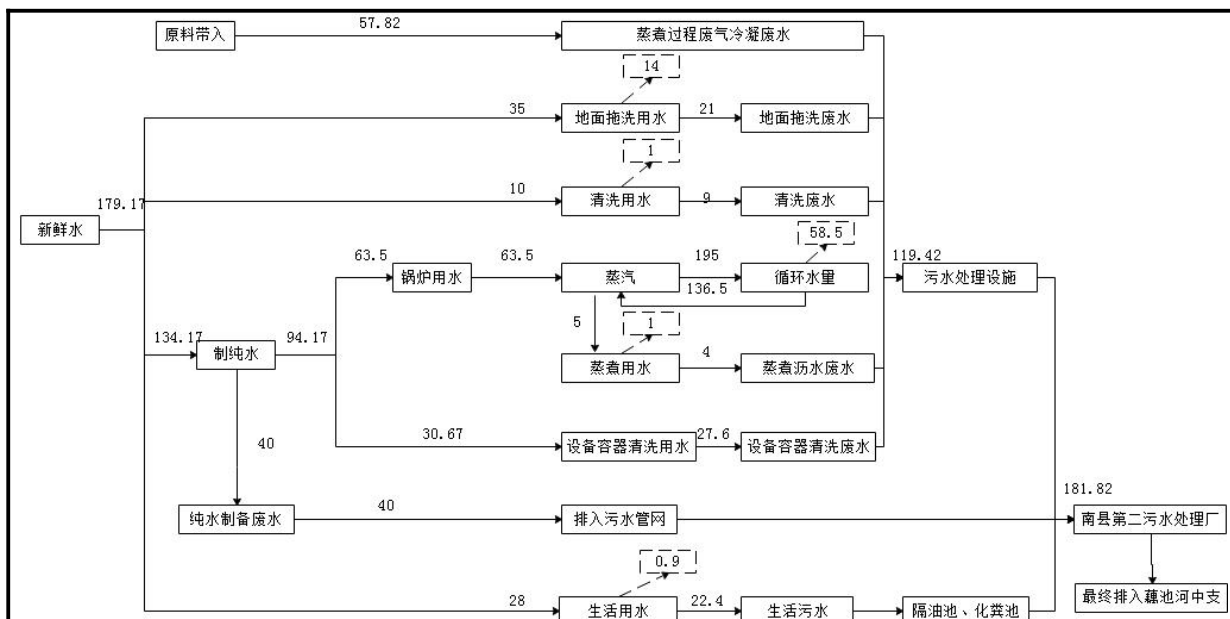 57.82
原料带入
蒸煮过程废气冷凝废水
14
35
地面拖洗用水
21
地面拖洗废水
1
179.17
10
清洗用水
9
清洗废水
新鲜水
58.5
63.5
锅炉用水
63.5
蒸汽
195
136.5
循环水量
119.42
污水处理设施
5
1
134.17
制纯水
94.17
蒸煮用水
4
蒸煮沥水废水
40
30.67
设备容器清洗用水
27.6
设备容器清洗废水
纯水制备废水
40
排入污水管网
181.82
南县第二污水处理厂
0.9
28
生活用水
22.4
生活污水
隔油池、化粪池
最终排入藕池河中支